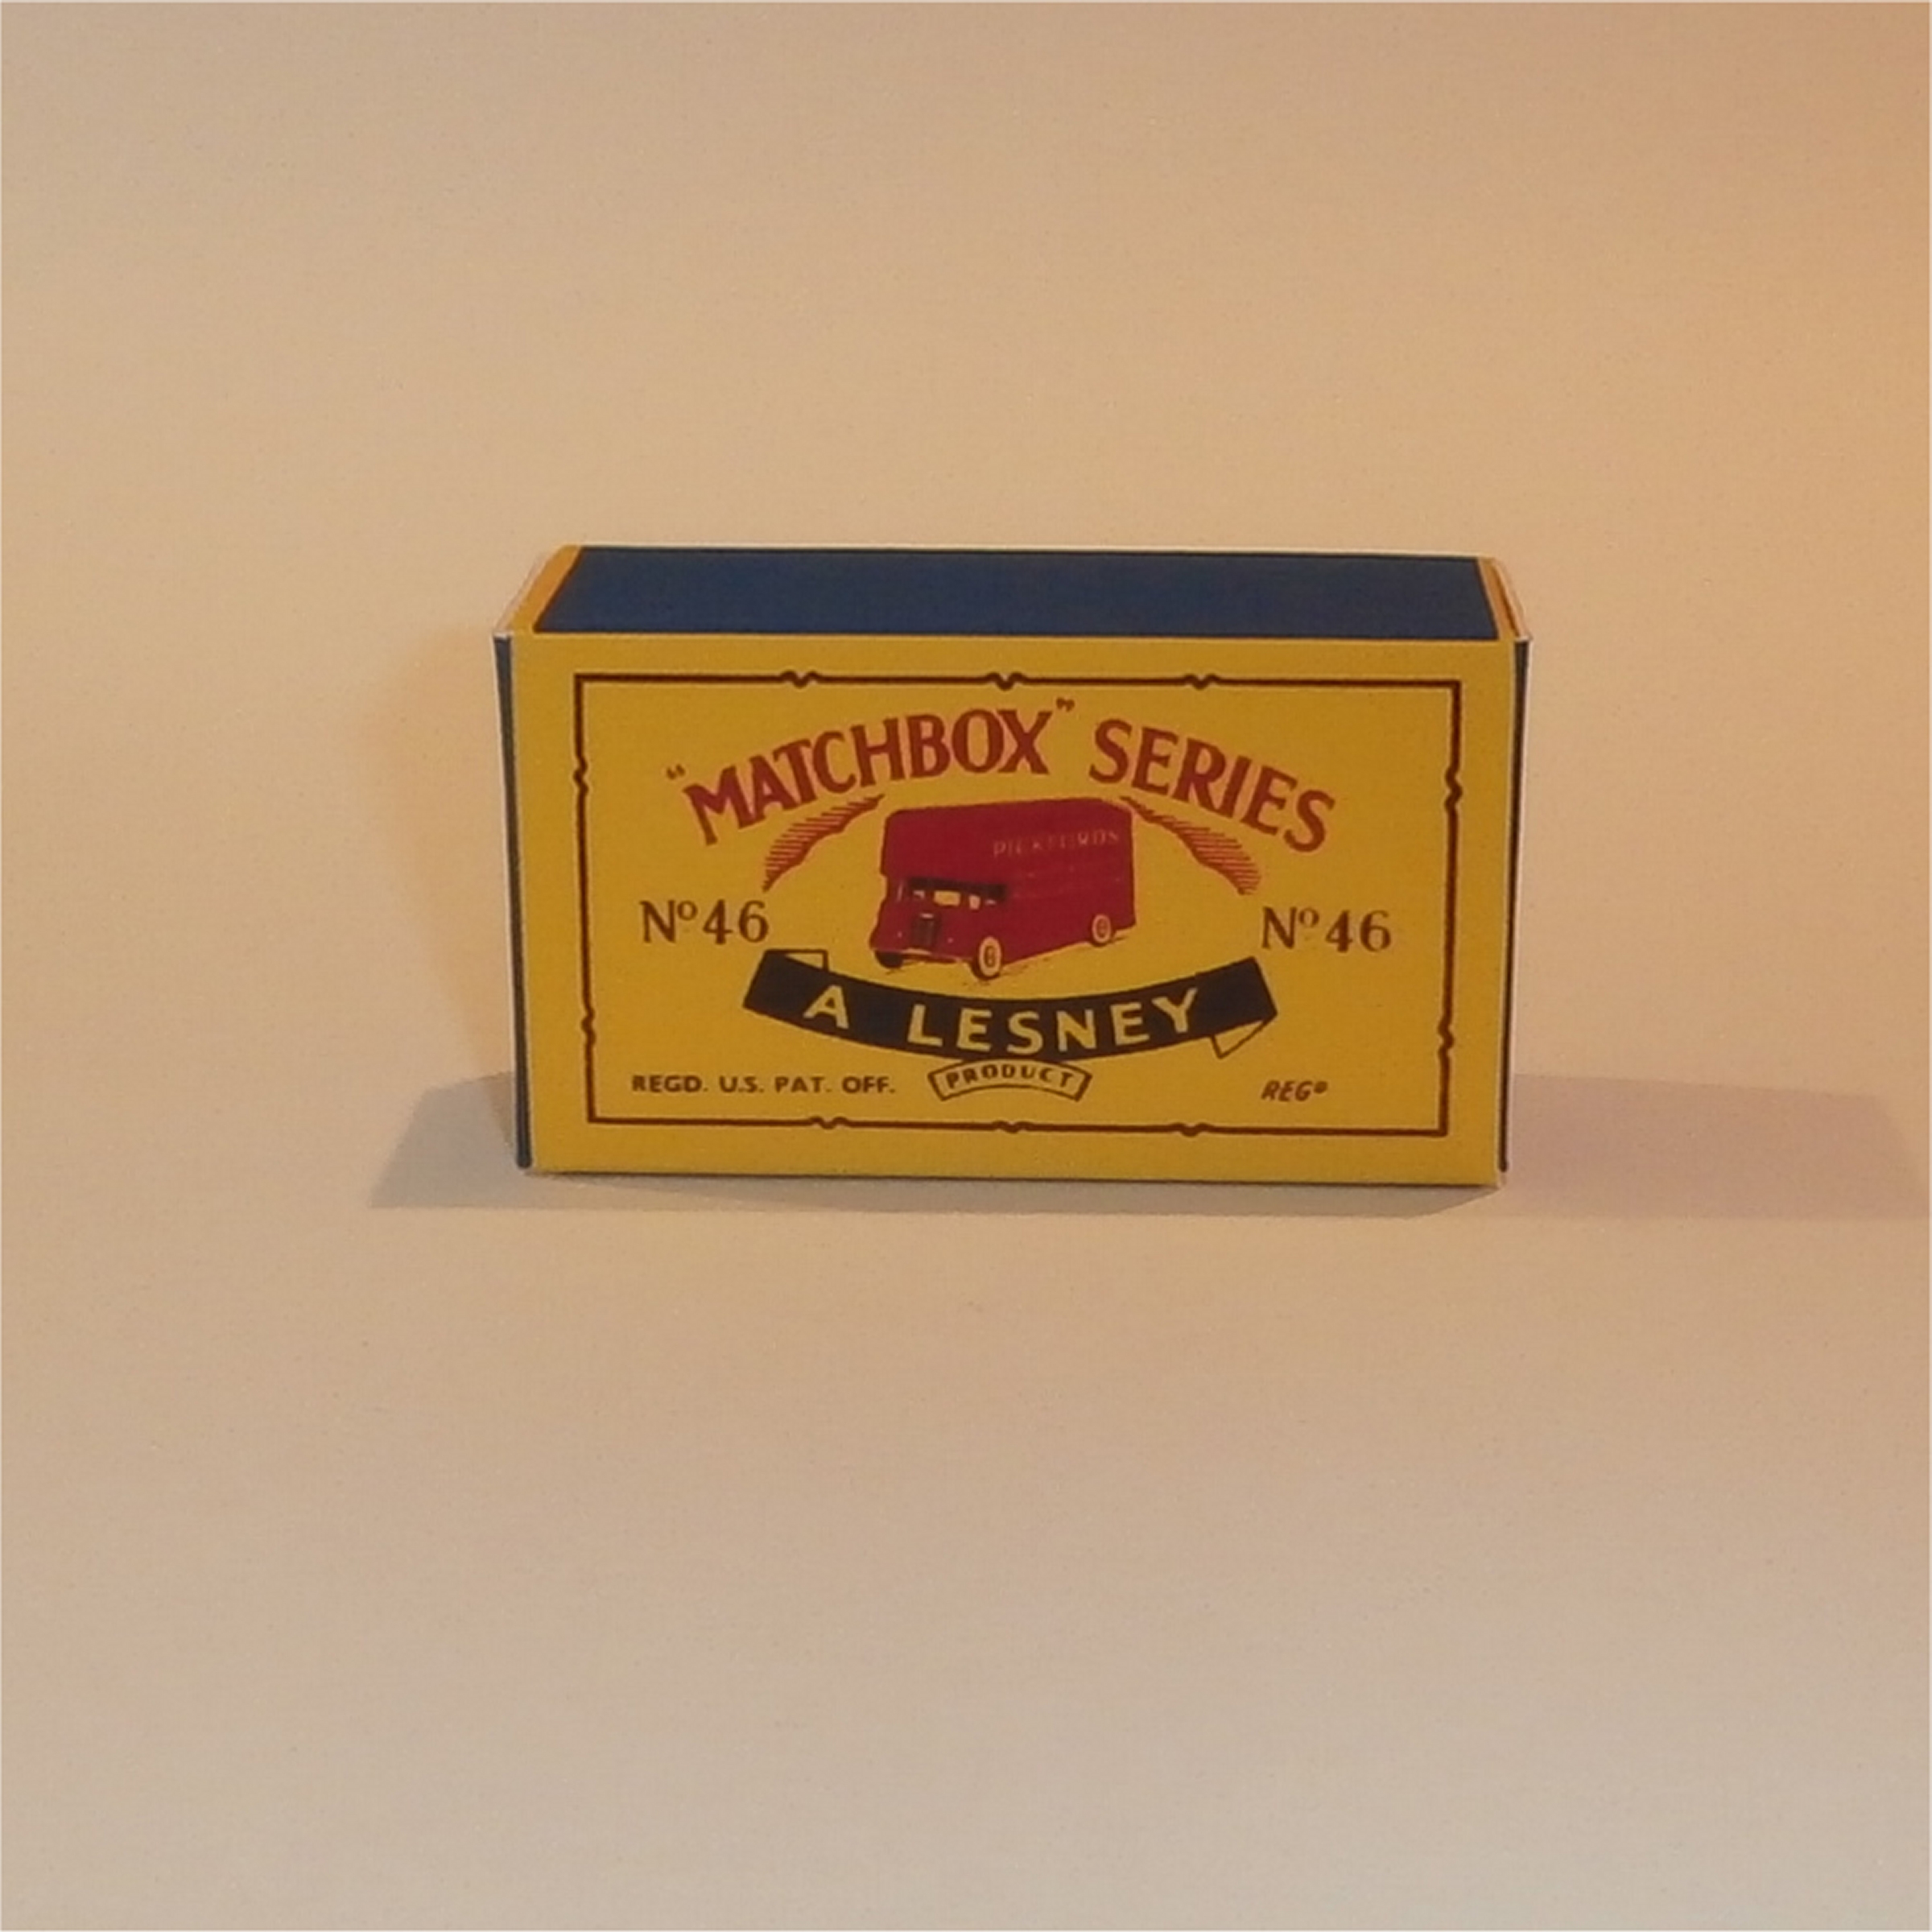 "MATCHBOX" SERIES
PICKFORDS
Nº46
Nº46
A LESNEY
PRODUCT
REGD. U.S. PAT. OFF.
REGD